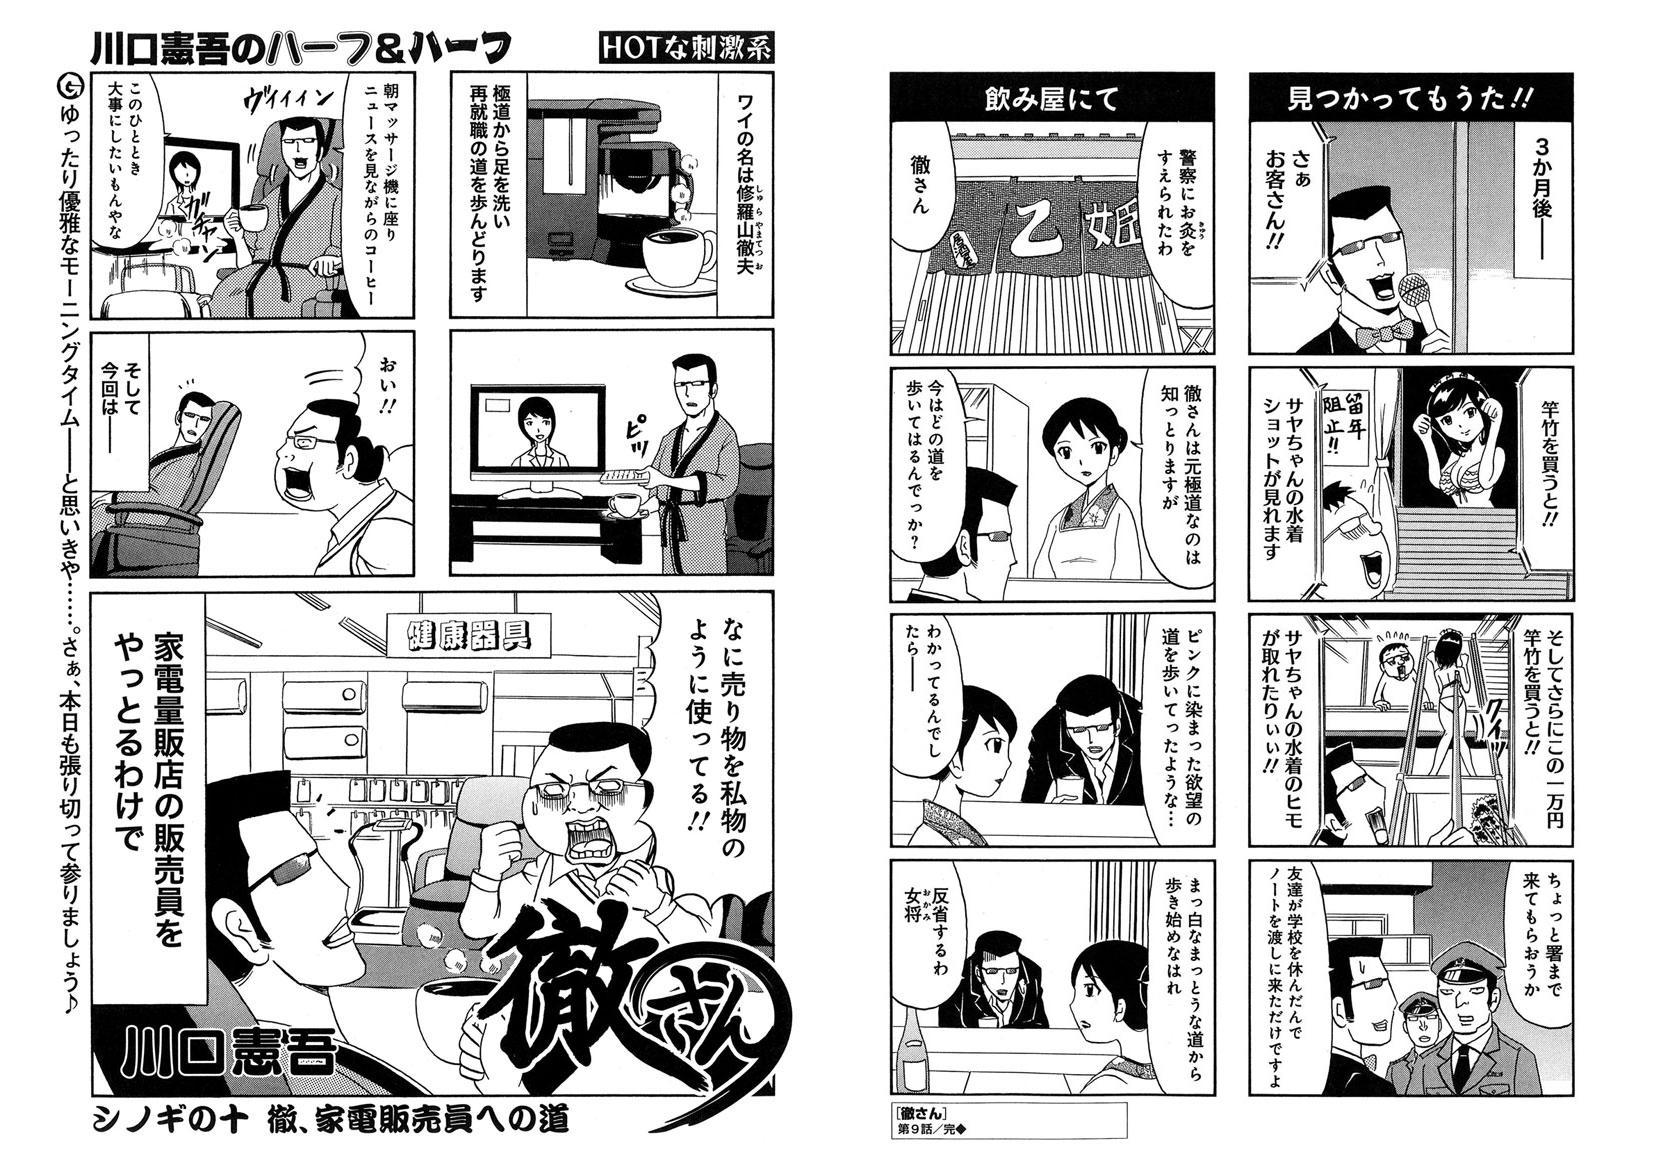 見つかってもうた!!
3か月後――
さぁ
お客さん!!
竿竹を買うと!!
サヤちゃんの水着
ショットが見れます
留年
阻止!!
そしてさらにこの一万円
竿竹を買うと!!
サヤちゃんの水着のヒモ
が取れたりぃぃ!!
クイッ
ちょっと署まで
来てもらおうか
友達が学校を休んだんで
ノートを渡しに来ただけですよ
飲み屋にて
警察にお灸を
きゅう
すえられたわ
徹さん
乙姫
居酒屋
徹さんは元極道なのは
知っとりますが
今はどの道を
歩いてはるんでっか?
ピンクに染まった欲望の
道を歩いてったような…
わかってるんでし
たら――
まっ白なまっとうな道から
歩き始めなはれ
反省するわ
女将
おかみ
[徹さん]
第9話/完◆
川口憲吾のハーフ&ハーフ
HOTな刺激系
ワイの名は修羅山徹夫
しゅらやまてつお
極道から足を洗い
再就職の道を歩んどります
朝マッサージ機に座り
ニュースを見ながらのコーヒー
ヴィィィン
ガチャン
このひととき
大事にしたいもんやな
ピッ
おい!!
そして
今回は――
なに売り物を私物の
ように使ってる!!
健康器具
家電量販店の販売員を
やっとるわけで
徹さん
川口憲吾
シノギの十 徹、家電販売員への道
Gゆったり優雅なモーニングタイム――と思いきや……。さぁ、本日も張り切って参りましょう♪